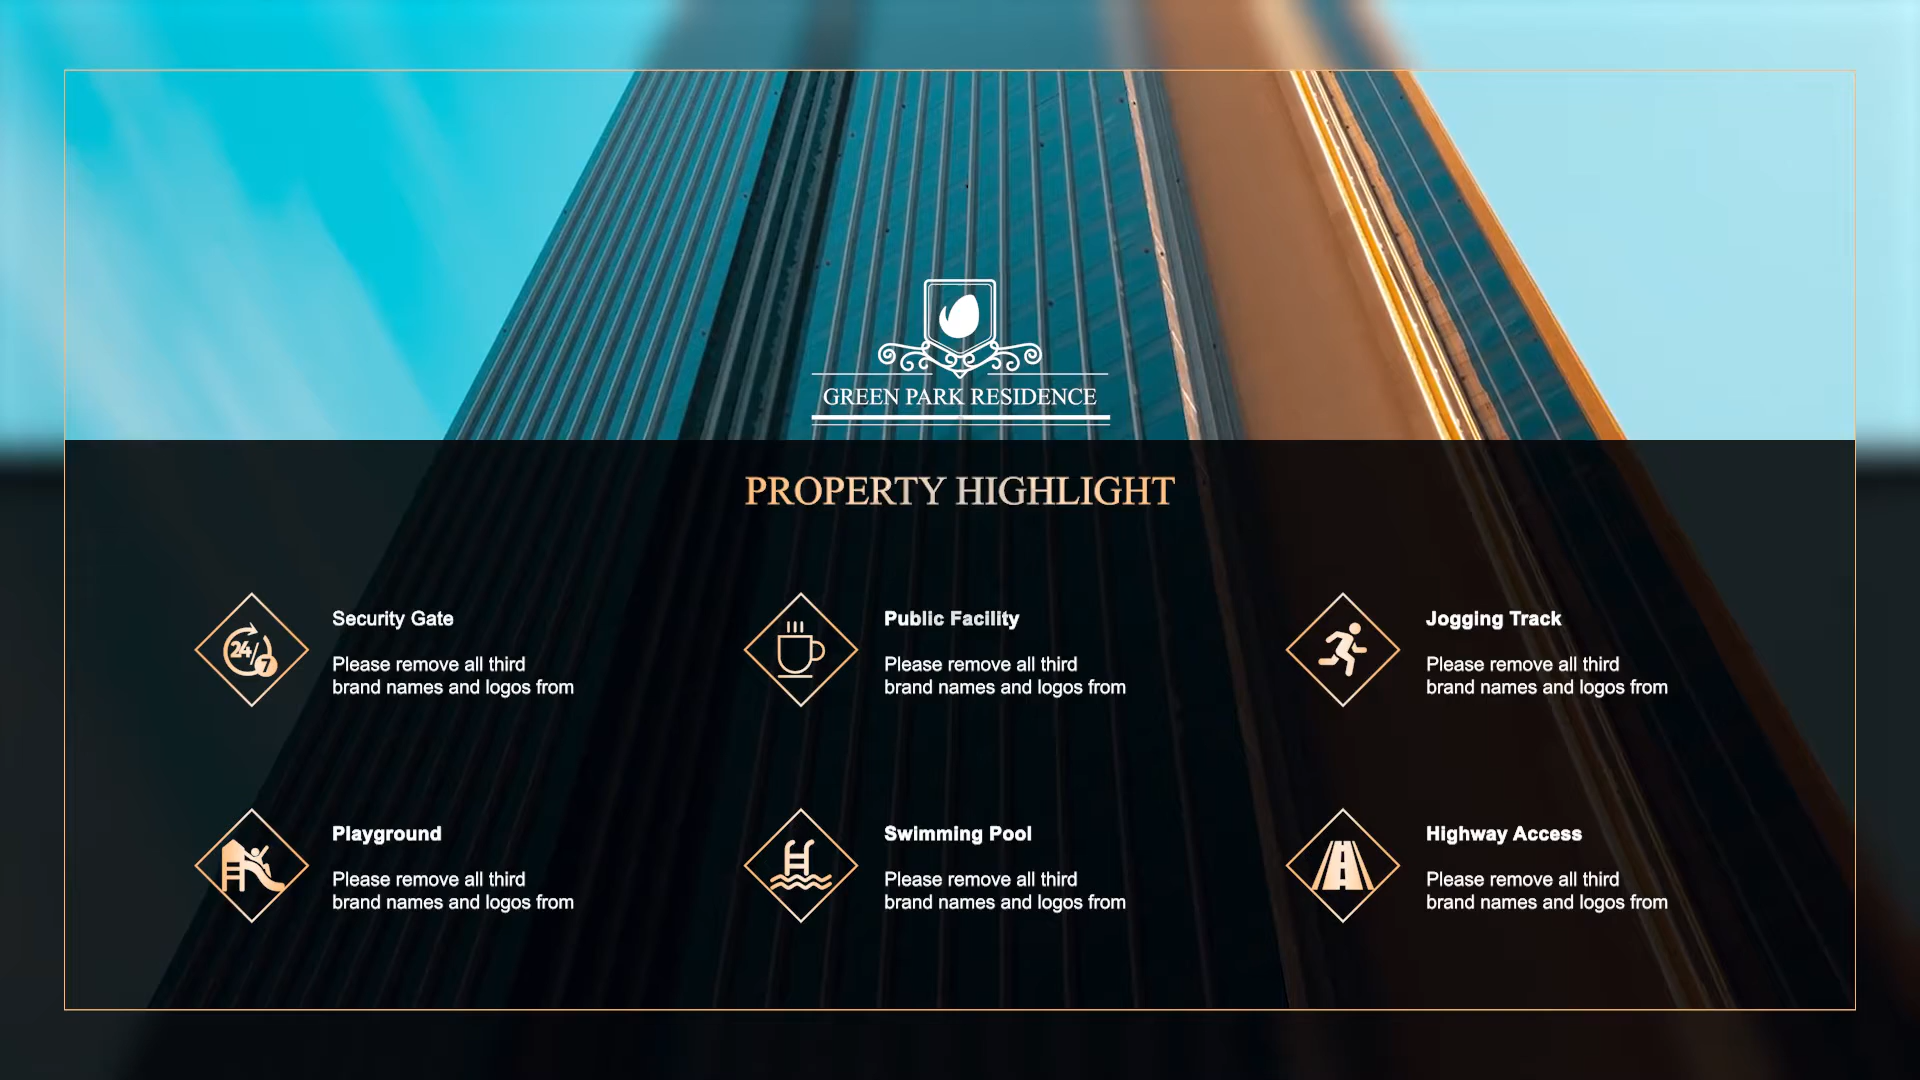 GREEN PARK RESIDENCE
PROPERTY HIGHLIGHT
24/7
Security Gate
Please remove all third
brand names and logos from
Public Facility
Please remove all third
brand names and logos from
Jogging Track
Please remove all third
brand names and logos from
Playground
Please remove all third
brand names and logos from
Swimming Pool
Please remove all third
brand names and logos from
Highway Access
Please remove all third
brand names and logos from